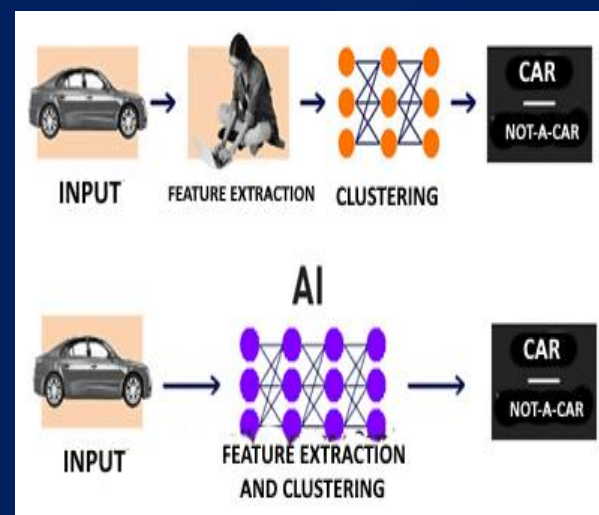 CAR
NOT-A-CAR
INPUT
FEATURE EXTRACTION
CLUSTERING
AI
CAR
NOT-A-CAR
INPUT
FEATURE EXTRACTION
AND CLUSTERING